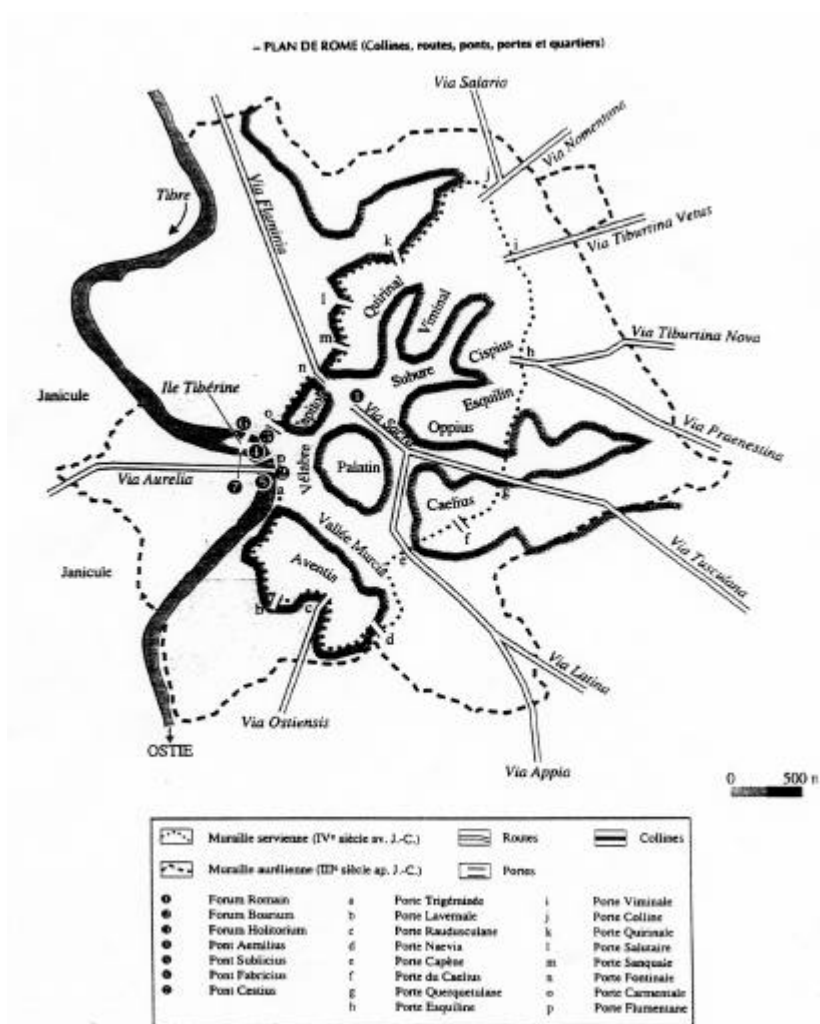 – PLAN DE ROME (Collines, routes, ponts, portes et quartiers)
Via Salaria
Via Nomentana
j
Tibre
Via Flaminia
Via Tiburtina Vetus
i
k
Quirinal
Viminal
l
m
Via Tiburtina Nova
Cispius
h
n
Subure
Janicule
Ile Tibérine
Esquilin
Capitole
Via Sacra
o
Oppius
Via Praenestina
p
Via Aurelia
Vélabre
Palatin
a
Caelius
g
f
Vallée Murcia
e
Via Tusculana
Janicule
Aventin
b
c
d
Via Latina
Via Ostiensis
OSTIE
Via Appia
0 500 m
Muraille servienne (IVe siècle av. J.-C.) Routes Collines
Muraille aurélienne (IIIe siècle ap. J.-C.) Portes
Forum Romain a Porte Trigéminée i Porte Viminale
Forum Boarium b Porte Lavernale j Porte Colline
Forum Holitorium c Porte Raudusculane k Porte Quirinale
Pont Aemilius d Porte Naevia l Porte Salutaire
Pont Sublicius e Porte Capène m Porte Sanquale
Pont Fabricius f Porte du Caelius n Porte Fontinale
Pont Cestius g Porte Querquetulane o Porte Carmentale
h Porte Esquiline p Porte Flumentane